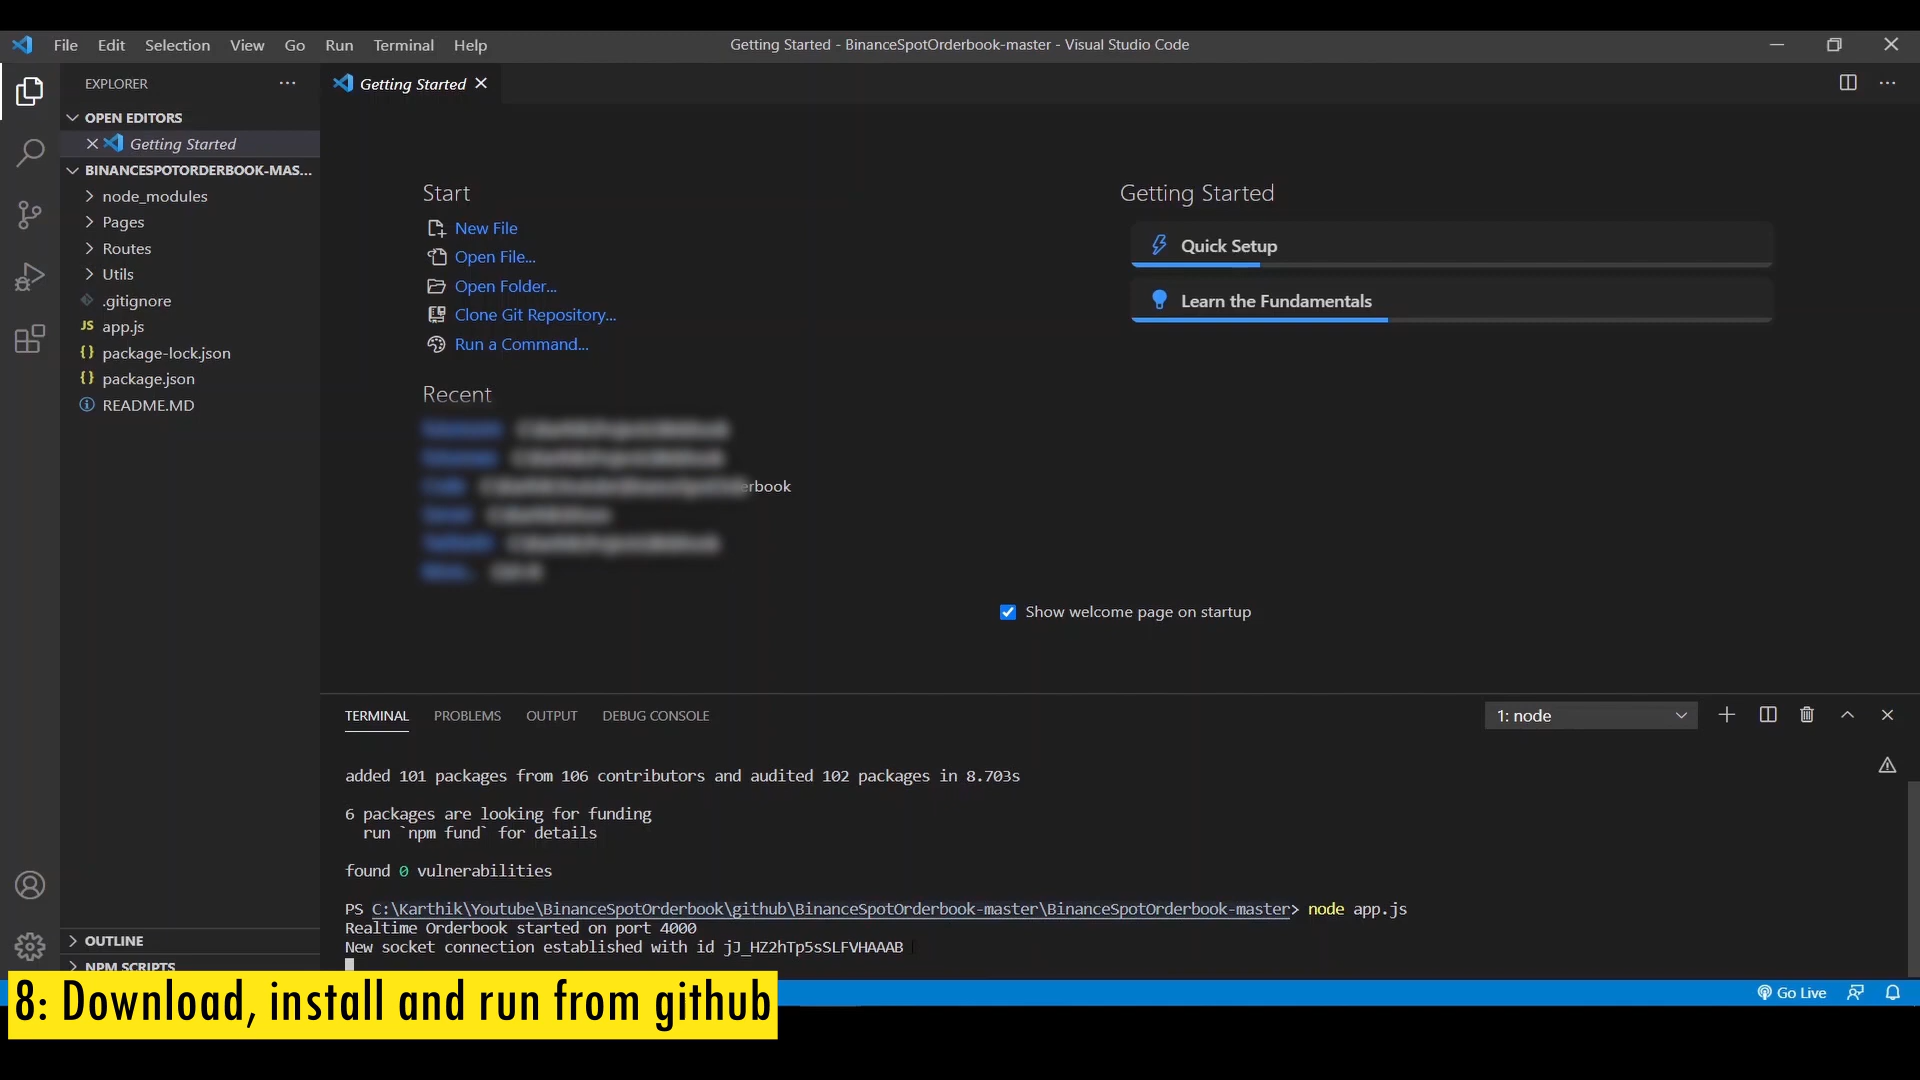 File Edit Selection View Go Run Terminal Help
Getting Started - BinanceSpotOrderbook-master - Visual Studio Code
EXPLORER
Getting Started
OPEN EDITORS
Getting Started
BINANCESPOTORDERBOOK-MAS...
node_modules
Pages
Routes
Utils
.gitignore
JS app.js
{} package-lock.json
{} package.json
README.MD
OUTLINE
NPM SCRIPTS
Start
New File
Open File...
Open Folder...
Clone Git Repository...
Run a Command...
Recent
erbook
Getting Started
Quick Setup
Learn the Fundamentals
Show welcome page on startup
TERMINAL PROBLEMS OUTPUT DEBUG CONSOLE
1: node
added 101 packages from 106 contributors and audited 102 packages in 8.703s
6 packages are looking for funding
run `npm fund` for details
found 0 vulnerabilities
PS C:\Karthik\Youtube\BinanceSpotOrderbook\github\BinanceSpotOrderbook-master\BinanceSpotOrderbook-master> node app.js
Realtime Orderbook started on port 4000
New socket connection established with id jJ_HZ2hTp5sSLFVHAAAB
Go Live
8: Download, install and run from github